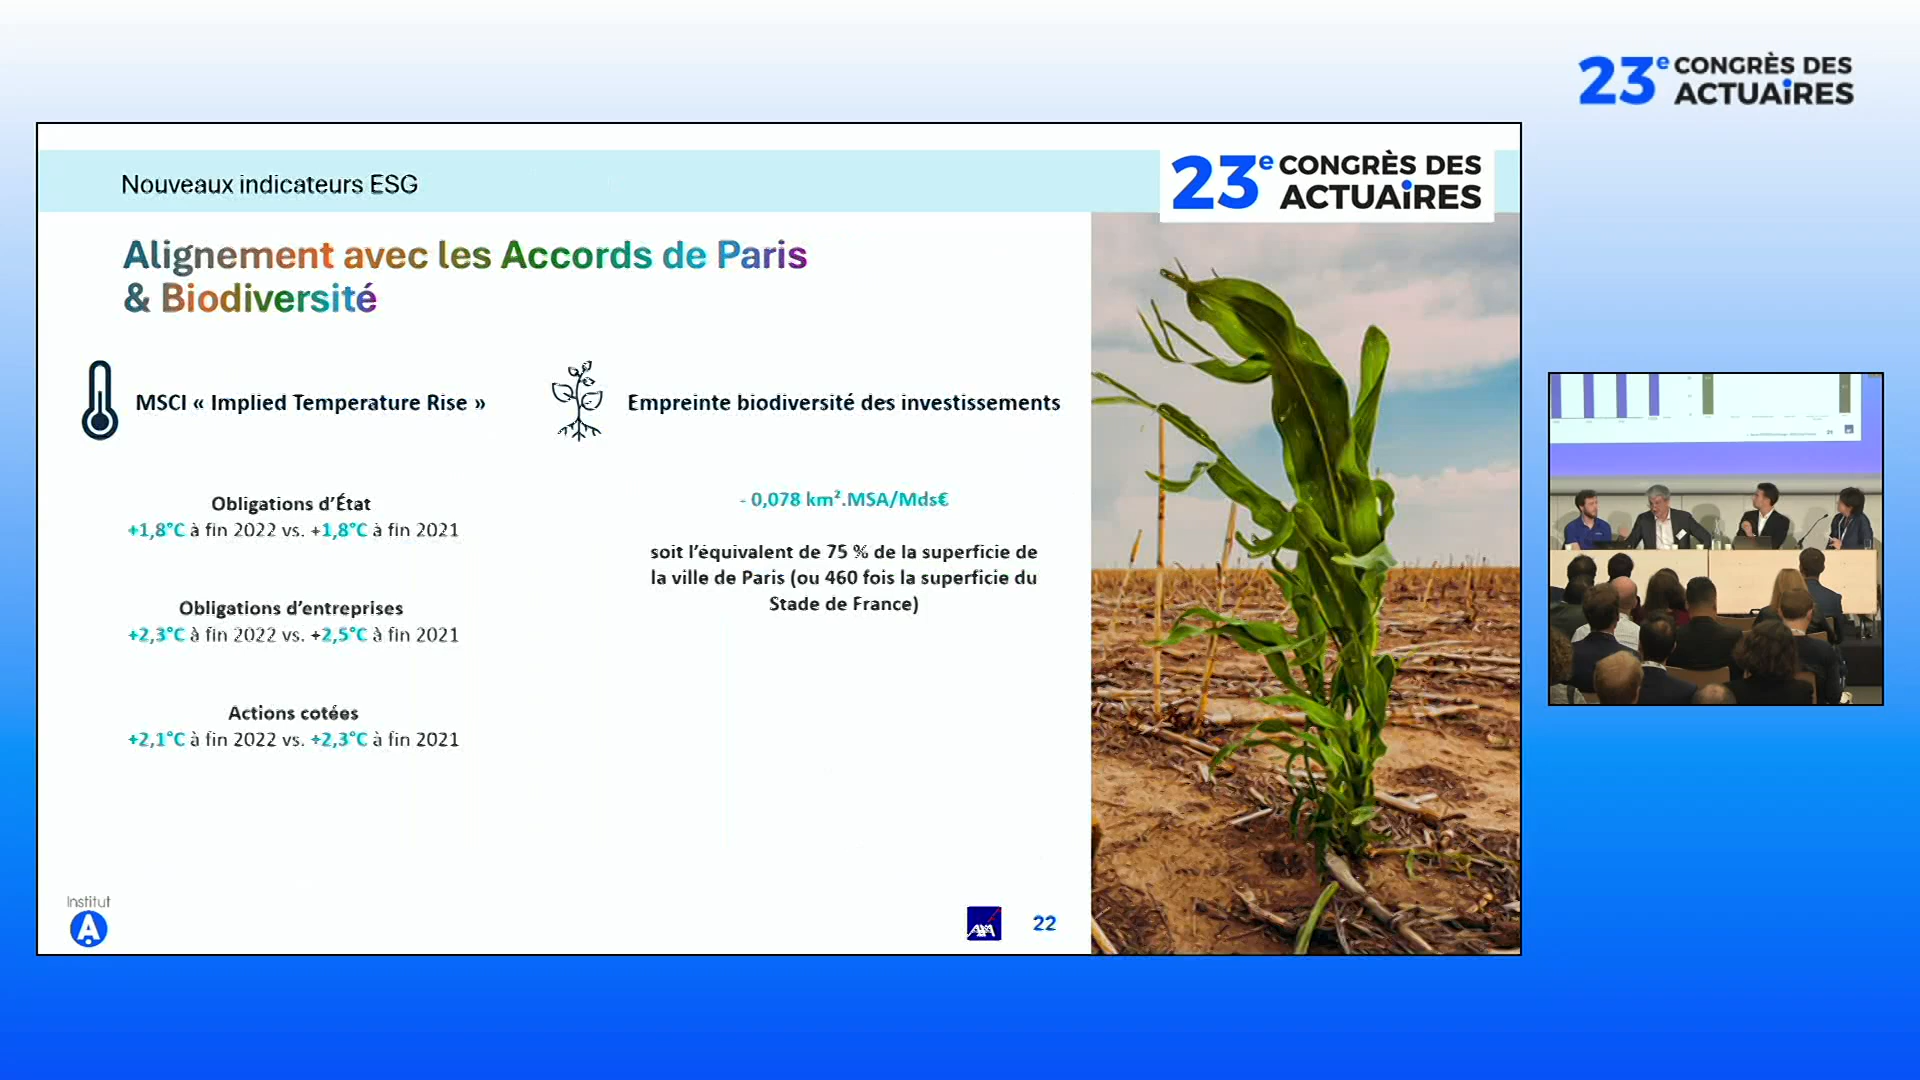 23e CONGRÈS DES
ACTUAiRES
Nouveaux indicateurs ESG
23e CONGRÈS DES
ACTUAiRES
Alignement avec les Accords de Paris
& Biodiversité
MSCI « Implied Temperature Rise »
Obligations d'État
+1,8°C à fin 2022 vs. +1,8°C à fin 2021
Obligations d'entreprises
+2,3°C à fin 2022 vs. +2,5°C à fin 2021
Actions cotées
+2,1°C à fin 2022 vs. +2,3°C à fin 2021
Empreinte biodiversité des investissements
- 0,078 km².MSA/Mds€
soit l'équivalent de 75 % de la superficie de
la ville de Paris (ou 460 fois la superficie du
Stade de France)
Institut
A
AXA
22